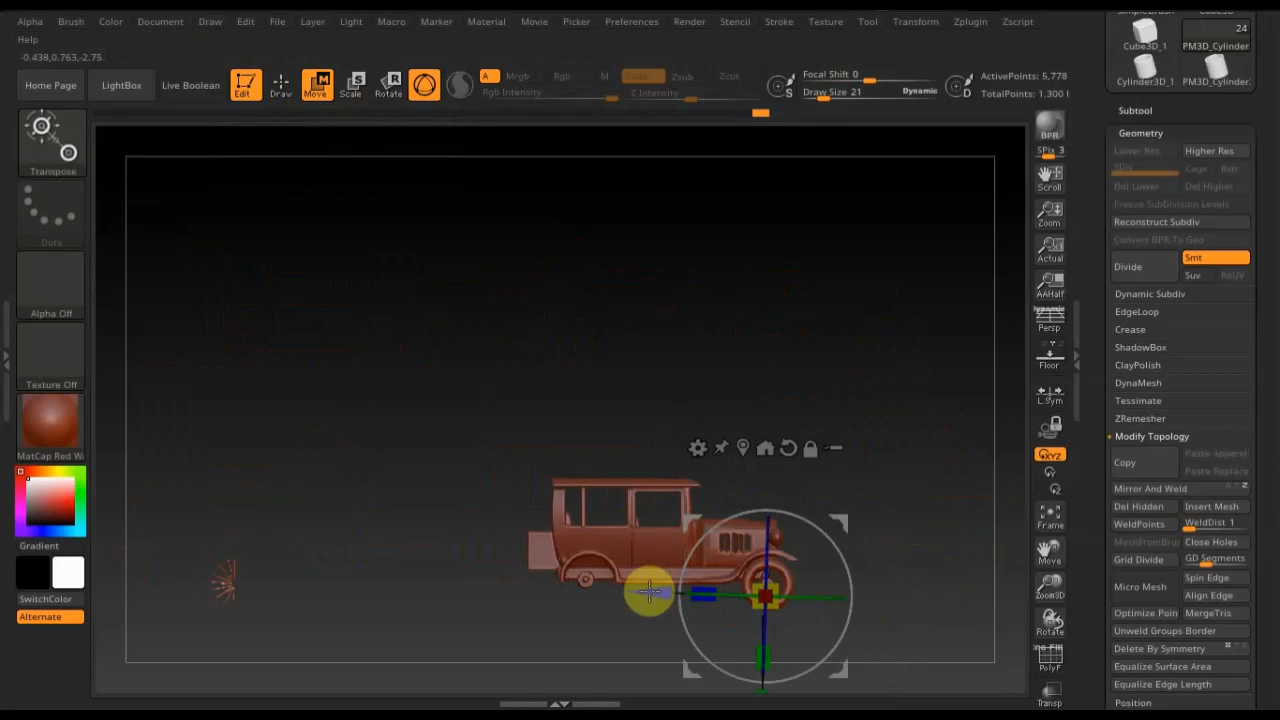 Alpha Brush Color Document Draw Edit File Layer Light Macro Marker Material Movie Picker Preferences Render Stencil Stroke Texture Tool Transform Zplugin Zscript
Help
-0.438,0.763,-2.75
Home Page
LightBox
Live Boolean
Edit
Draw
Move
Scale
Rotate
A
Mrgb
Rgb
M
Zadd
Zsub
Zcut
Rgb Intensity
Z Intensity
Focal Shift 0
Draw Size 21
Dynamic
S
D
ActivePoints: 5,778
TotalPoints: 1,300
Cube3D_1
24
PM3D_Cylinder
Cylinder3D_1
PM3D_Cylinder.
Transpose
Dots
Alpha Off
Texture Off
MatCap Red W
Gradient
SwitchColor
Alternate
BPR
SPix 3
Scroll
Zoom
Actual
AAHalf
Dynamic
Persp
Floor
L.Sym
XYZ
Frame
Move
Zoom3D
Rotate
PolyF
Transp
Subtool
Geometry
Lower Res
Higher Res
SDiv
Cage
Rstr
Del Lower
Del Higher
Freeze SubDivision Levels
Reconstruct Subdiv
Convert BPR To Geo
Divide
Smt
Suv
ReUV
Dynamic Subdiv
EdgeLoop
Crease
ShadowBox
ClayPolish
DynaMesh
Tessimate
ZRemesher
Modify Topology
Copy
Paste Append
Paste Replace
Mirror And Weld
Del Hidden
Insert Mesh
WeldPoints
WeldDist 1
MeshFromBrus
Close Holes
Grid Divide
GD Segments
Micro Mesh
Spin Edge
Align Edge
Optimize Poin
MergeTris
Unweld Groups Border
Delete By Symmetry
Equalize Surface Area
Equalize Edge Length
Position